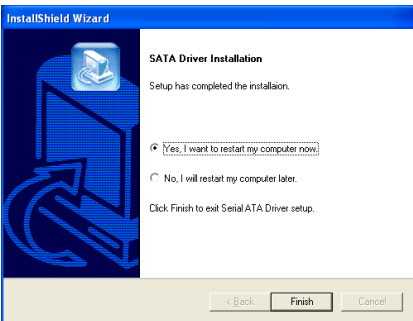 InstallShield Wizard
SATA Driver Installation
Setup has completed the installaion.
Yes, I want to restart my computer now.
No, I will restart my computer later.
Click Finish to exit Serial ATA Driver setup.
< Back Finish Cancel